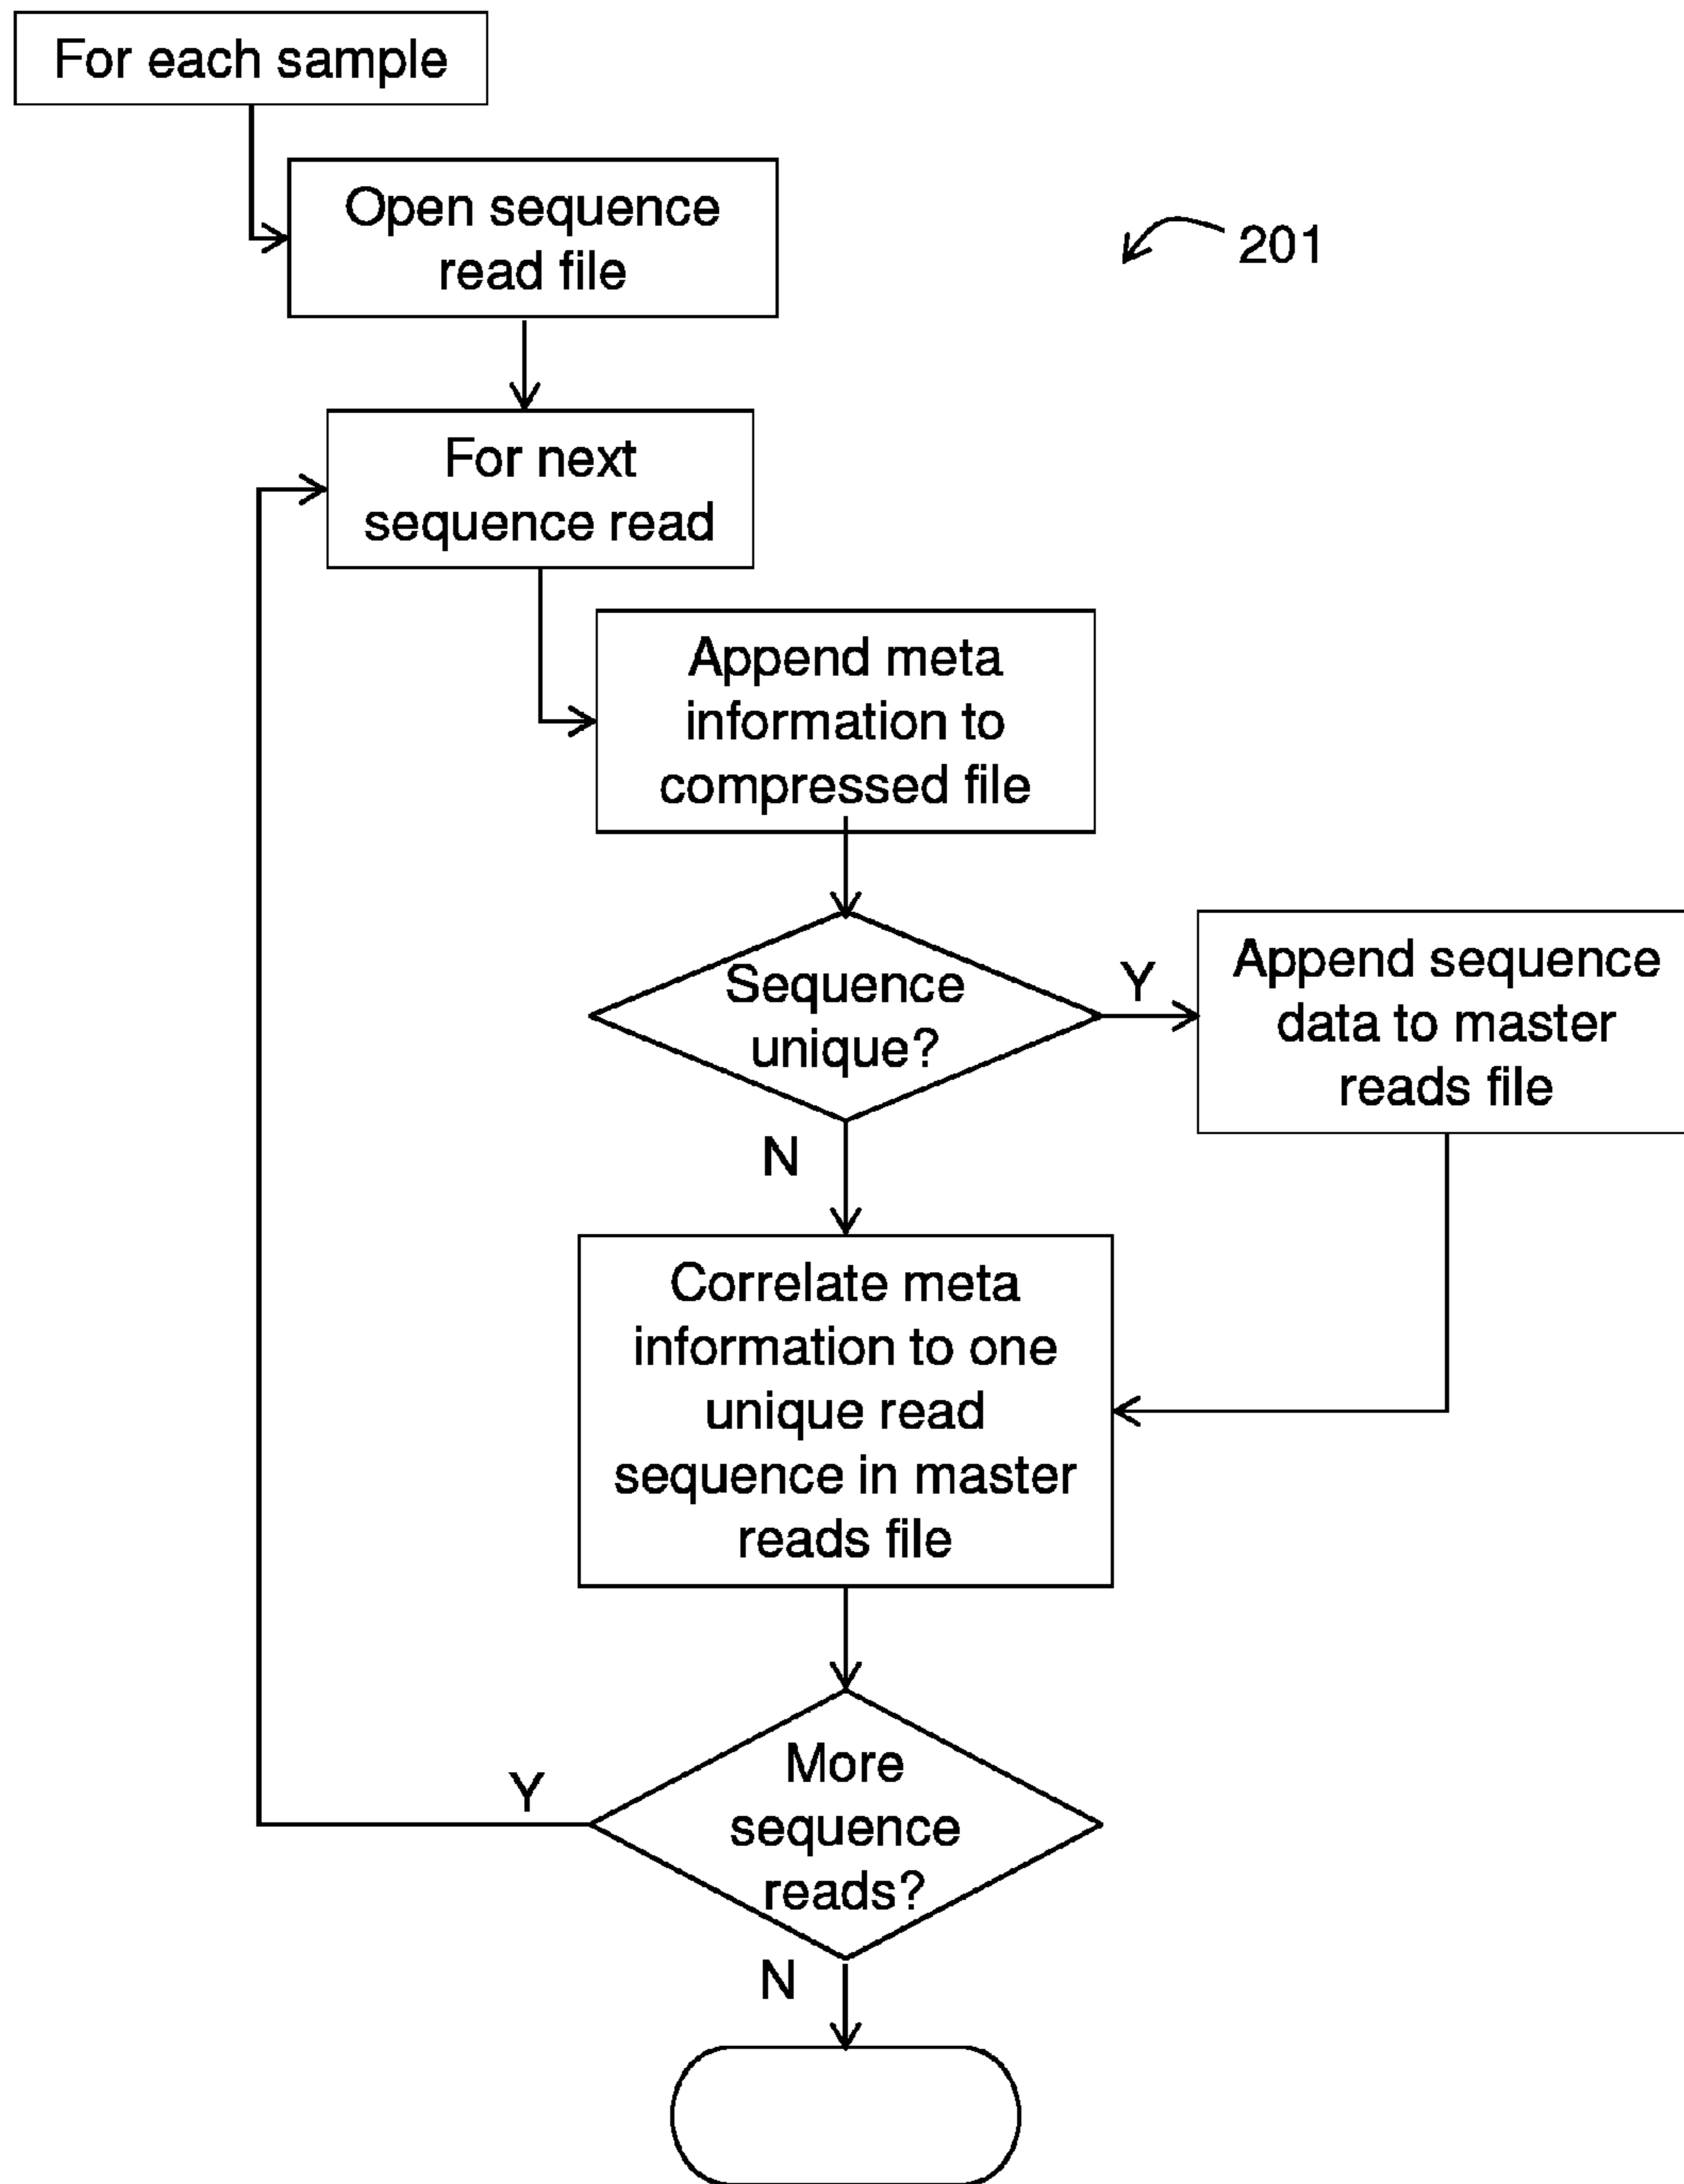 For each sample
Open sequence
read file
201
For next
sequence read
Append meta
information to
compressed file
Sequence
unique?
Y
Append sequence
data to master
reads file
N
Correlate meta
information to one
unique read
sequence in master
reads file
More
sequence
reads?
Y
N